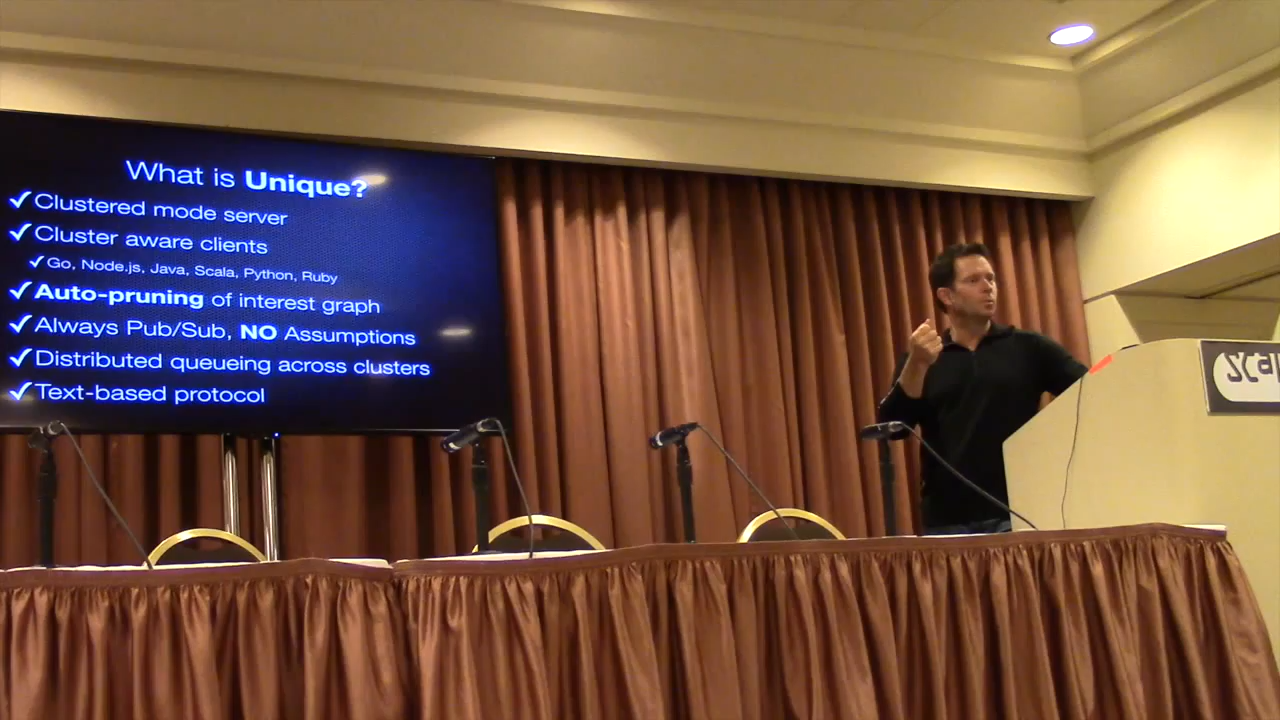 What is Unique?
✓Clustered mode server
✓Cluster aware clients
✓Go, Node.js, Java, Scala, Python, Ruby
✓Auto-pruning of interest graph
✓Always Pub/Sub, NO Assumptions
✓Distributed queueing across clusters
✓Text-based protocol